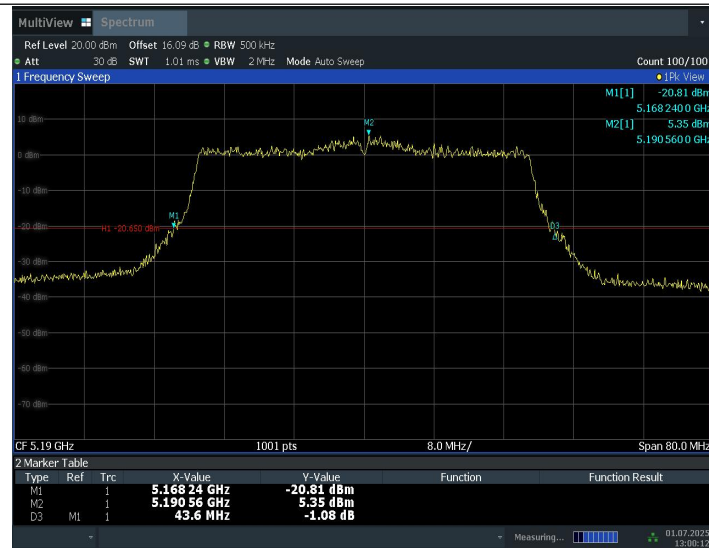 MultiView Spectrum
Ref Level 20.00 dBm Offset 16.09 dB RBW 500 kHz
Att 30 dB SWT 1.01 ms VBW 2 MHz Mode Auto Sweep Count 100/100
1 Frequency Sweep 1Pk View
M1[1] -20.81 dBm
5.168 240 0 GHz
M2[1] 5.35 dBm
5.190 560 0 GHz
10 dBm
M2
0 dBm
-10 dBm
M1
-20 dBm
H1 -20.650 dBm
D3
-30 dBm
-40 dBm
-50 dBm
-60 dBm
-70 dBm
CF 5.19 GHz 1001 pts 8.0 MHz/ Span 80.0 MHz
2 Marker Table
Type Ref Trc X-Value Y-Value Function Function Result
M1 1 5.168 24 GHz -20.81 dBm
M2 1 5.190 56 GHz 5.35 dBm
D3 M1 1 43.6 MHz -1.08 dB
Measuring... 01.07.2025
13:00:12